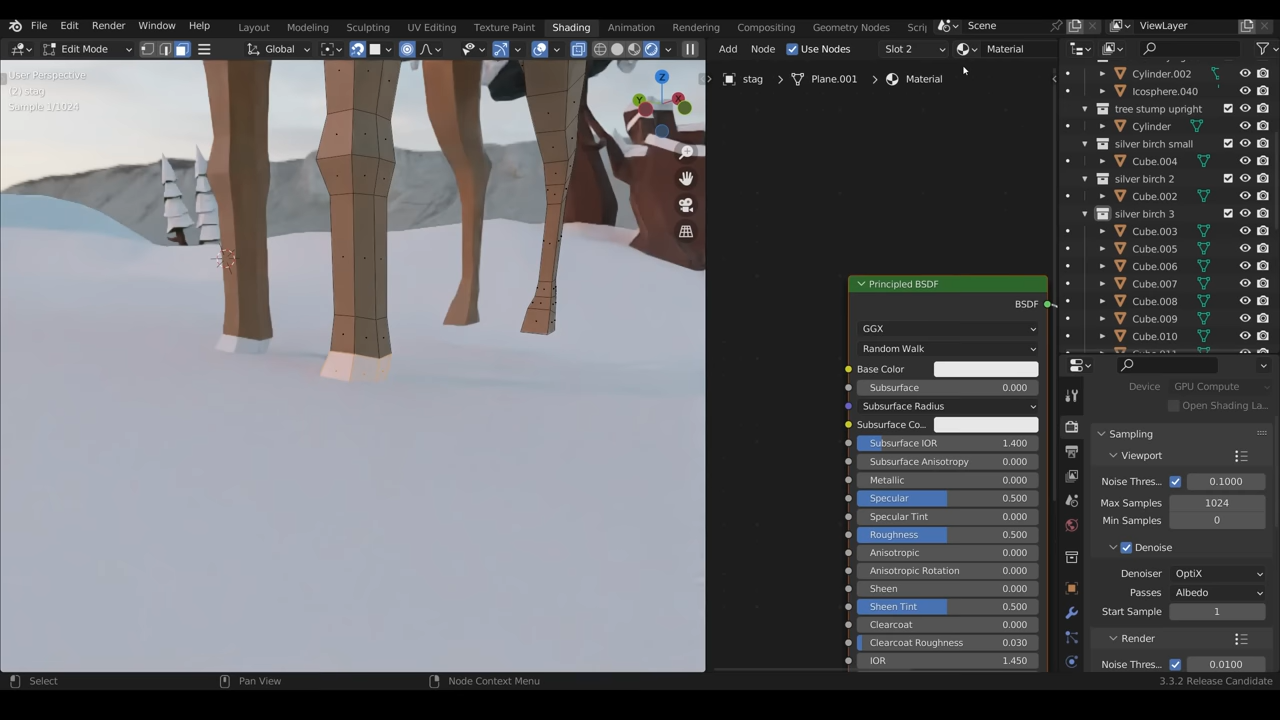 File Edit Render Window Help Layout Modeling Sculpting UV Editing Texture Paint Shading Animation Rendering Compositing Geometry Nodes Scri Scene ViewLayer
Edit Mode Global Add Node Use Nodes Slot 2 Material
User Perspective
(2) stag
Sample 1/1024
Z
Y
X
stag > Plane.001 > Material
Principled BSDF
BSDF
GGX
Random Walk
Base Color
Subsurface 0.000
Subsurface Radius
Subsurface Co...
Subsurface IOR 1.400
Subsurface Anisotropy 0.000
Metallic 0.000
Specular 0.500
Specular Tint 0.000
Roughness 0.500
Anisotropic 0.000
Anisotropic Rotation 0.000
Sheen 0.000
Sheen Tint 0.500
Clearcoat 0.000
Clearcoat Roughness 0.030
IOR 1.450
Cylinder.002
Icosphere.040
tree stump upright
Cylinder
silver birch small
Cube.004
silver birch 2
Cube.002
silver birch 3
Cube.003
Cube.005
Cube.006
Cube.007
Cube.008
Cube.009
Cube.010
Device GPU Compute
Open Shading La...
Sampling
Viewport
Noise Thres... 0.1000
Max Samples 1024
Min Samples 0
Denoise
Denoiser OptiX
Passes Albedo
Start Sample 1
Render
Noise Thres... 0.0100
Select Pan View Node Context Menu 3.3.2 Release Candidate